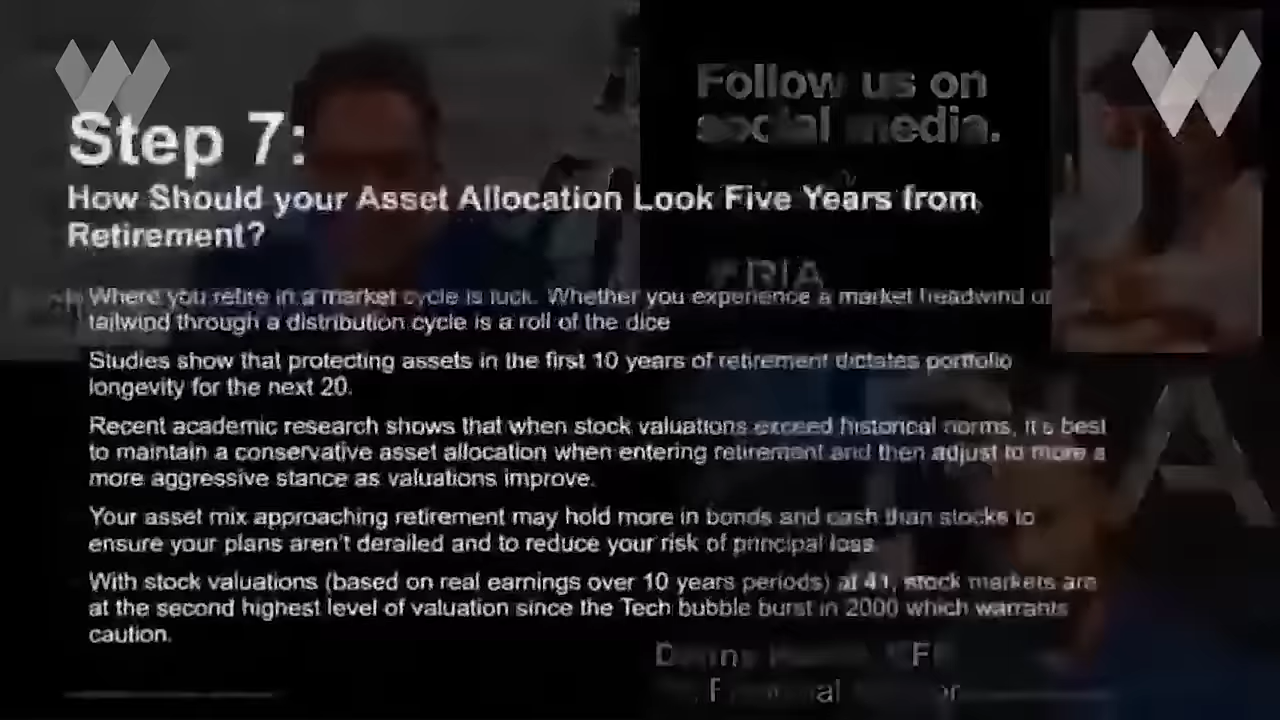 Step 7:
Follow us on
social media.
How Should your Asset Allocation Look Five Years from
Retirement?
RIA
Where you retire in a market cycle is luck. Whether you experience a market headwind or
tailwind through a distribution cycle is a roll of the dice
Studies show that protecting assets in the first 10 years of retirement dictates portfolio
longevity for the next 20.
Recent academic research shows that when stock valuations exceed historical norms, it's best
to maintain a conservative asset allocation when entering retirement and then adjust to more a
more aggressive stance as valuations improve.
Your asset mix approaching retirement may hold more in bonds and cash than stocks to
ensure your plans aren't derailed and to reduce your risk of principal loss.
With stock valuations (based on real earnings over 10 years periods) at 41, stock markets are
at the second highest level of valuation since the Tech bubble burst in 2000 which warrants
caution.